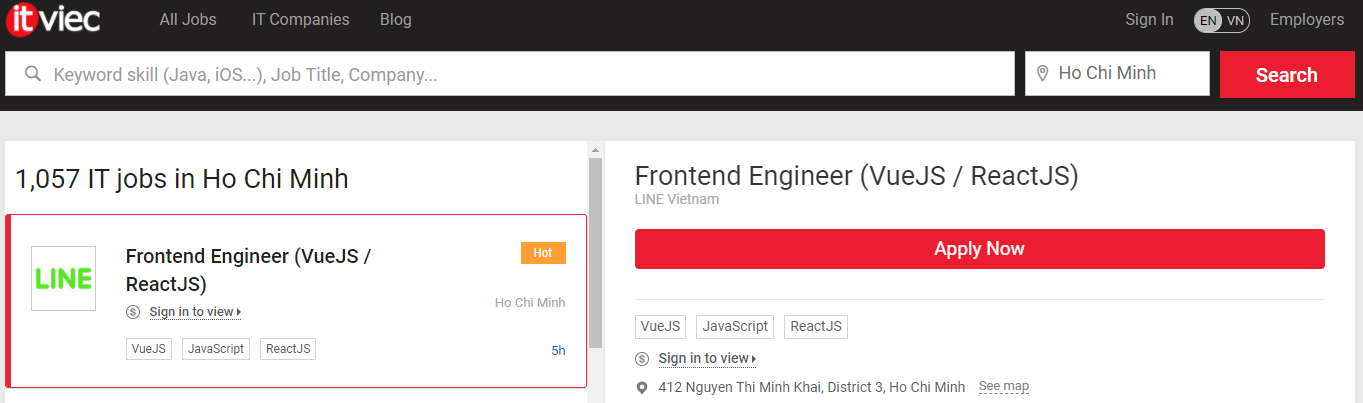 itviec All Jobs IT Companies Blog Sign In EN VN Employers
Keyword skill (Java, iOS...), Job Title, Company... Ho Chi Minh Search
1,057 IT jobs in Ho Chi Minh
LINE
Frontend Engineer (VueJS /
ReactJS)
Hot
Sign in to view
Ho Chi Minh
VueJS JavaScript ReactJS
5h
Frontend Engineer (VueJS / ReactJS)
LINE Vietnam
Apply Now
VueJS JavaScript ReactJS
Sign in to view
412 Nguyen Thi Minh Khai, District 3, Ho Chi Minh See map